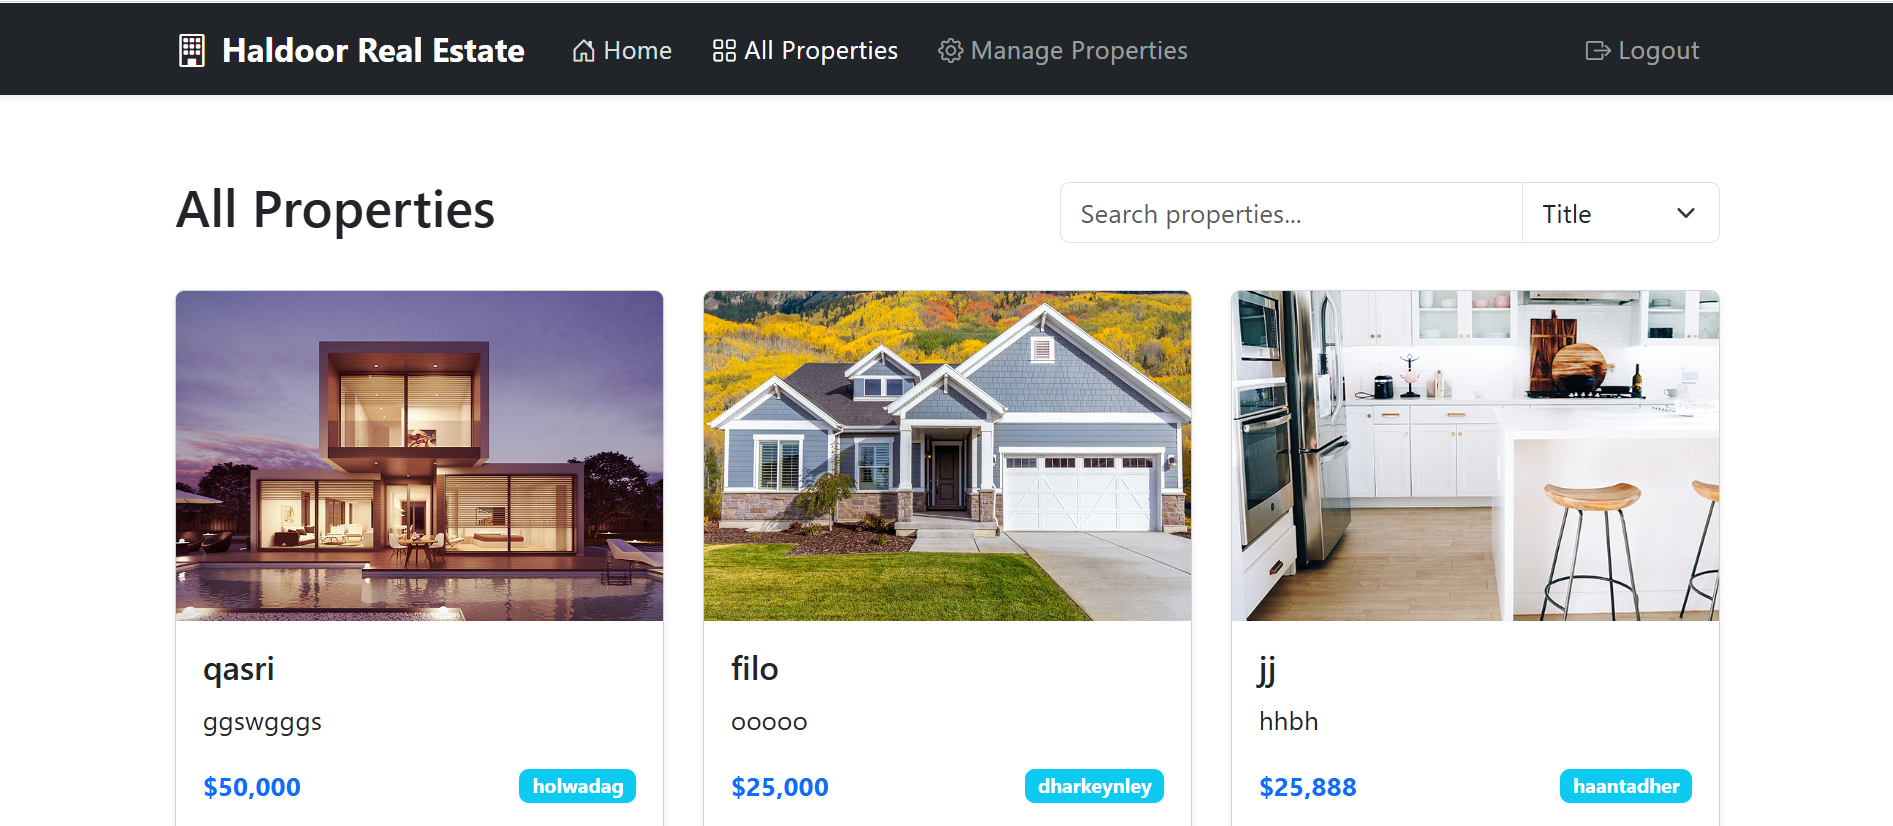 Haldoor Real Estate Home All Properties Manage Properties Logout
All Properties
Search properties... Title
qasri
ggswgggs
$50,000 holwadag
filo
ooooo
$25,000 dharkeynley
jj
hhbh
$25,888 haantadher